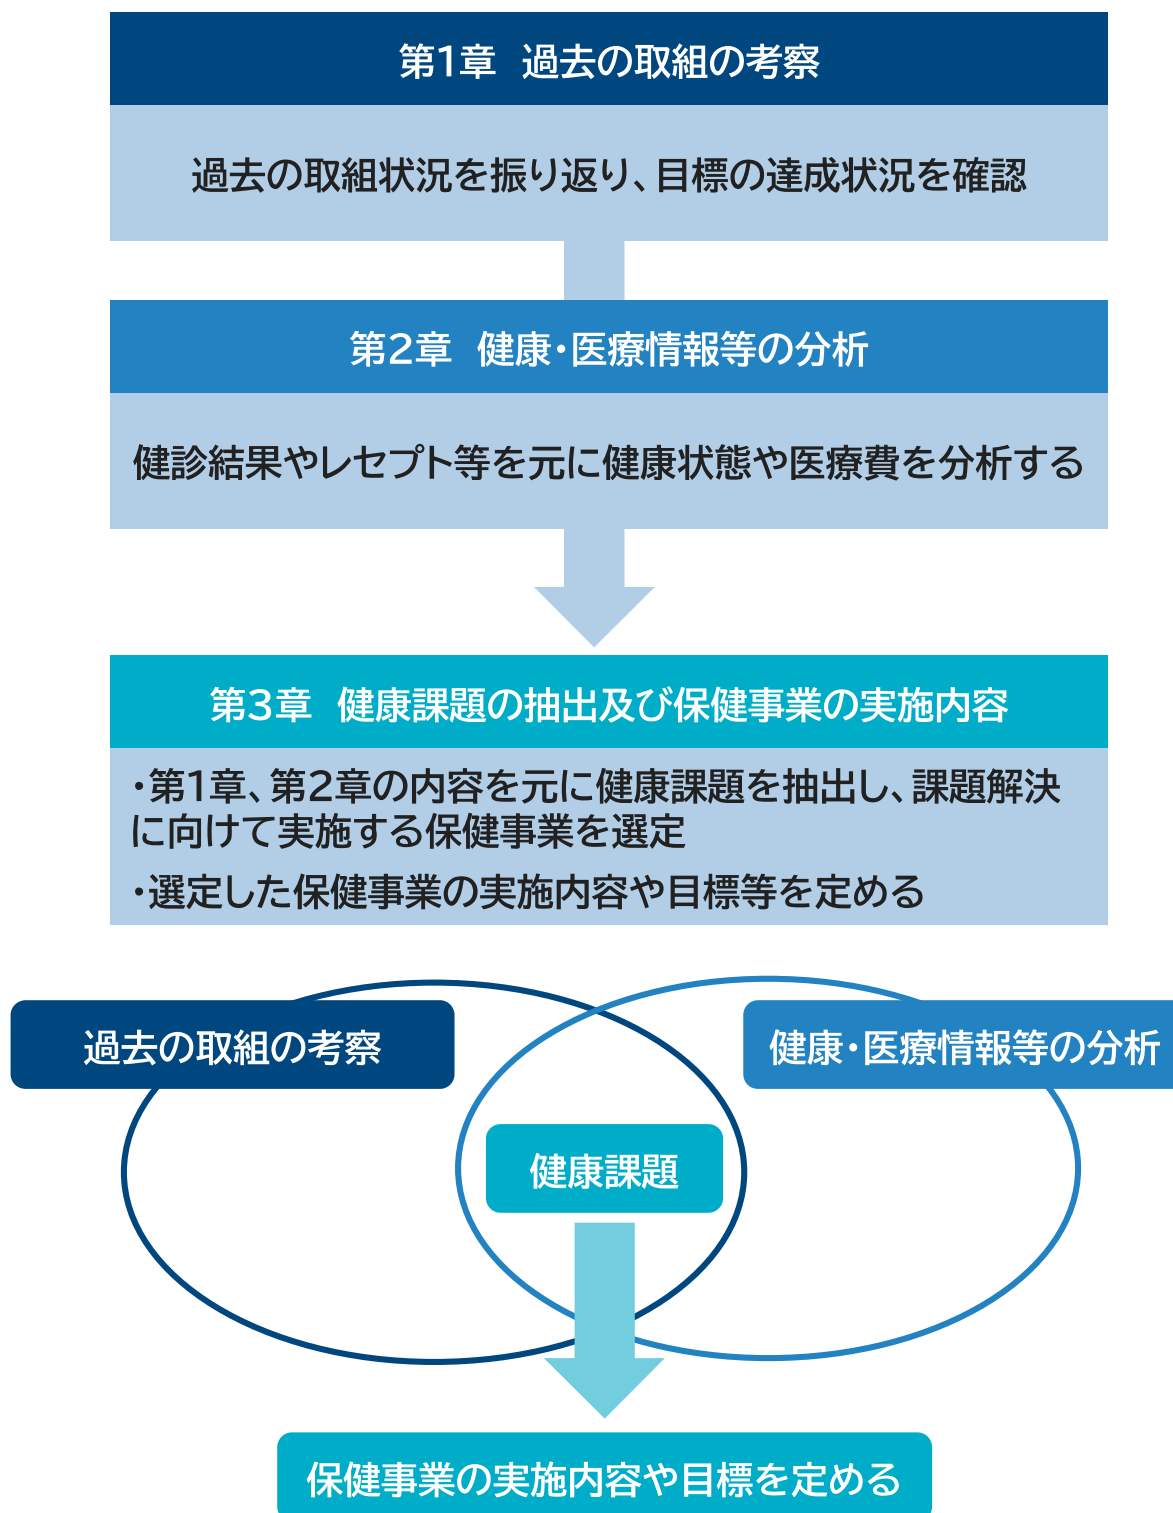 第1章　過去の取組の考察
過去の取組状況を振り返り、目標の達成状況を確認
第2章　健康・医療情報等の分析
健診結果やレセプト等を元に健康状態や医療費を分析する
第3章　健康課題の抽出及び保健事業の実施内容
・第1章、第2章の内容を元に健康課題を抽出し、課題解決
に向けて実施する保健事業を選定
・選定した保健事業の実施内容や目標等を定める
過去の取組の考察
健康・医療情報等の分析
健康課題
保健事業の実施内容や目標を定める